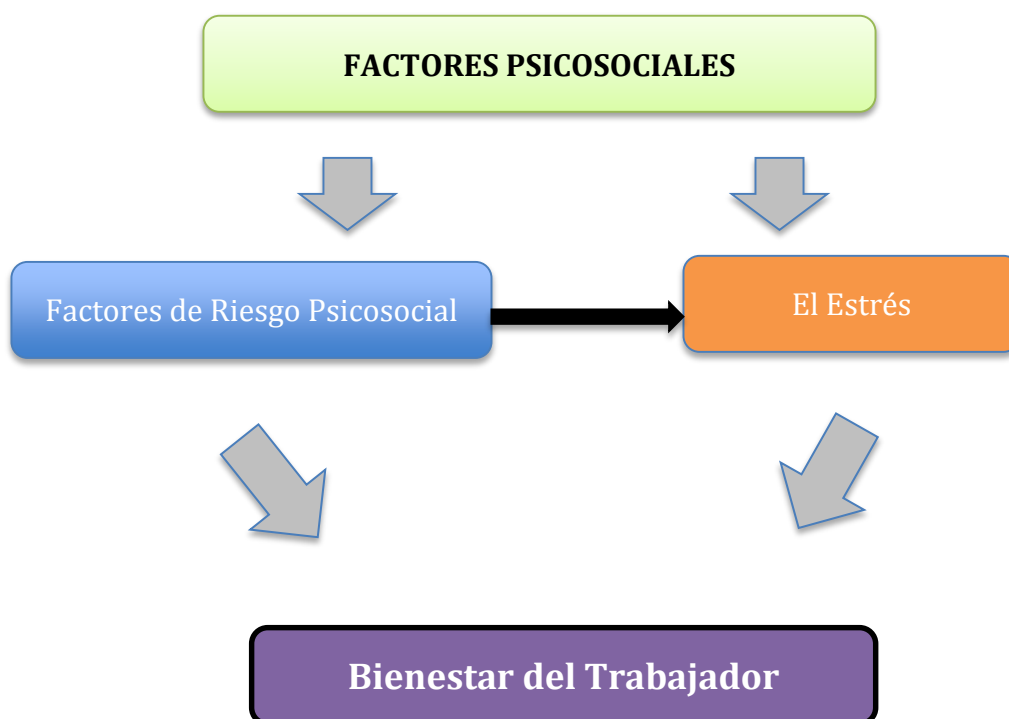 FACTORES PSICOSOCIALES
Factores de Riesgo Psicosocial
El Estrés
Bienestar del Trabajador